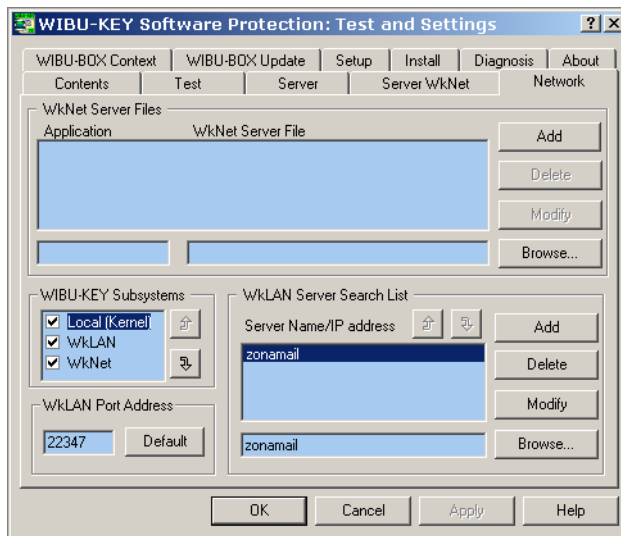 WIBU-KEY Software Protection: Test and Settings
WIBU-BOX Context WIBU-BOX Update Setup Install Diagnosis About
Contents Test Server Server WkNet Network
WkNet Server Files
Application WkNet Server File
Add
Delete
Modify
Browse...
WIBU-KEY Subsystems
Local (Kernel)
WkLAN
WkNet
WkLAN Port Address
22347 Default
WkLAN Server Search List
Server Name/IP address
zonamail
zonamail
Add
Delete
Modify
Browse...
OK Cancel Apply Help